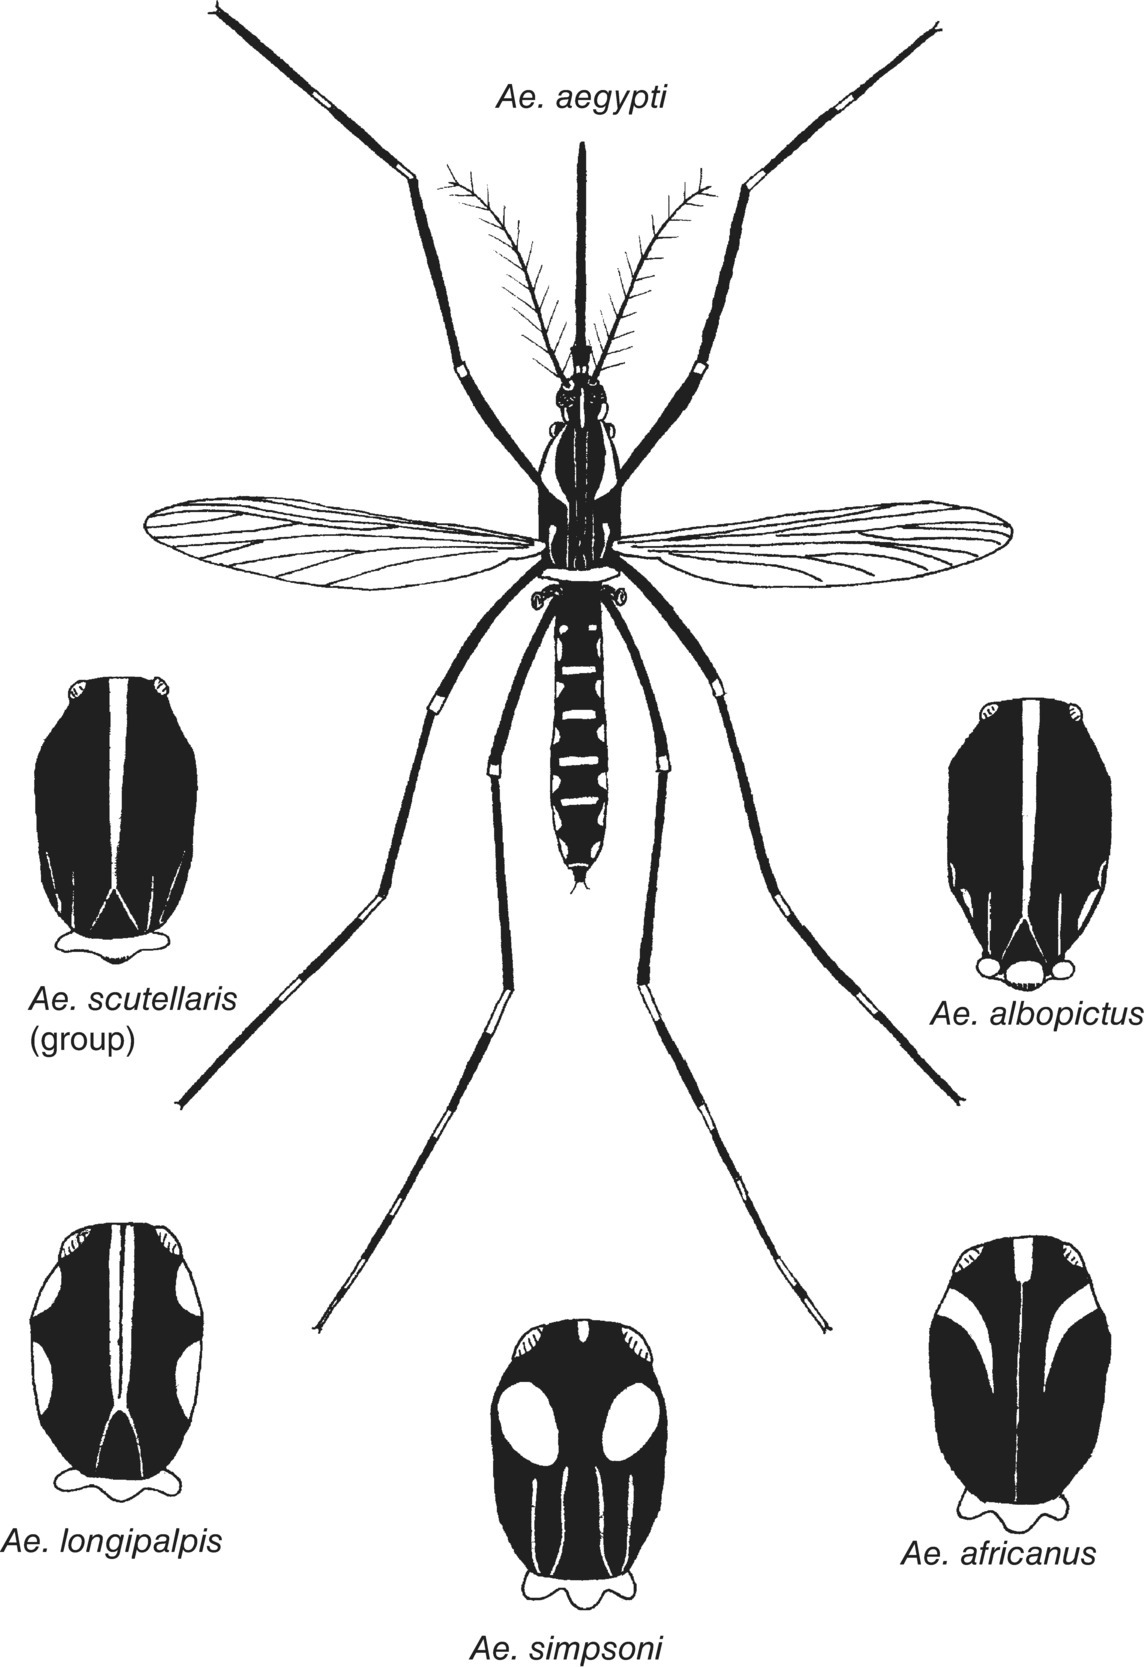 Ae. aegypti
Ae. scutellaris
(group)
Ae. albopictus
Ae. longipalpis
Ae. africanus
Ae. simpsoni